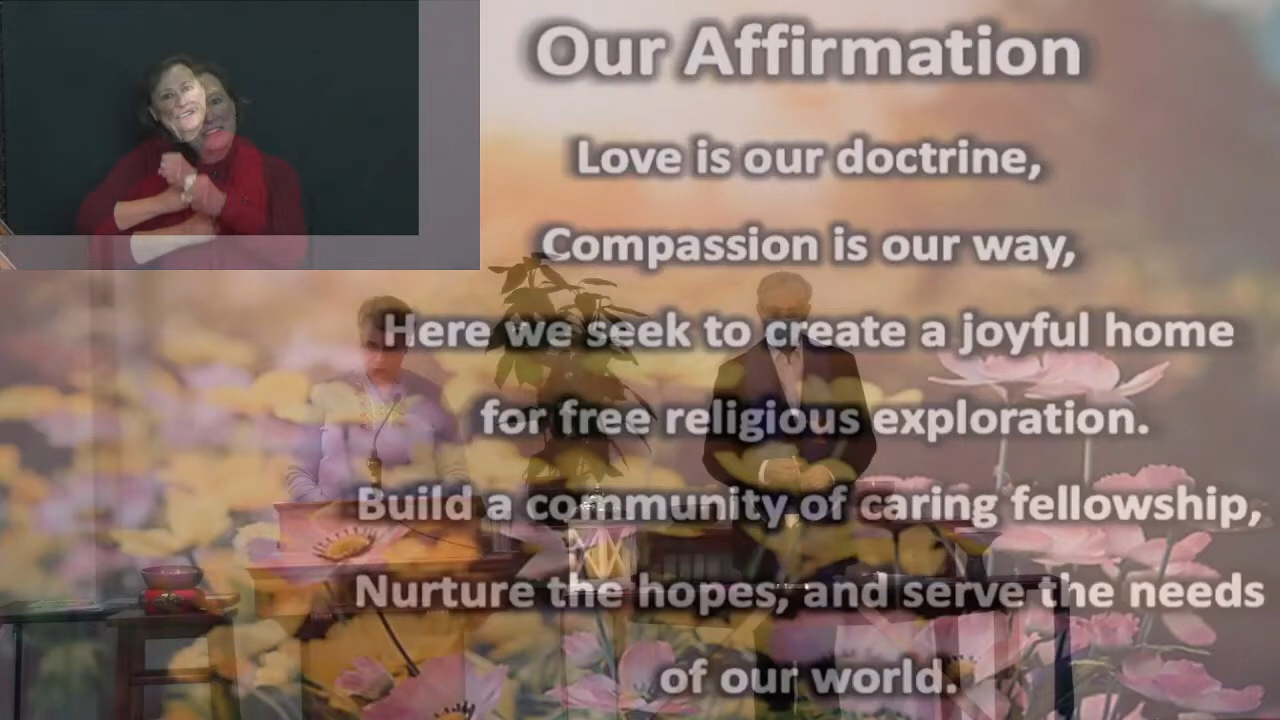 Our Affirmation
Love is our doctrine,
Compassion is our way,
Here we seek to create a joyful home
for free religious exploration.
Build a community of caring fellowship,
Nurture the hopes, and serve the needs
of our world.